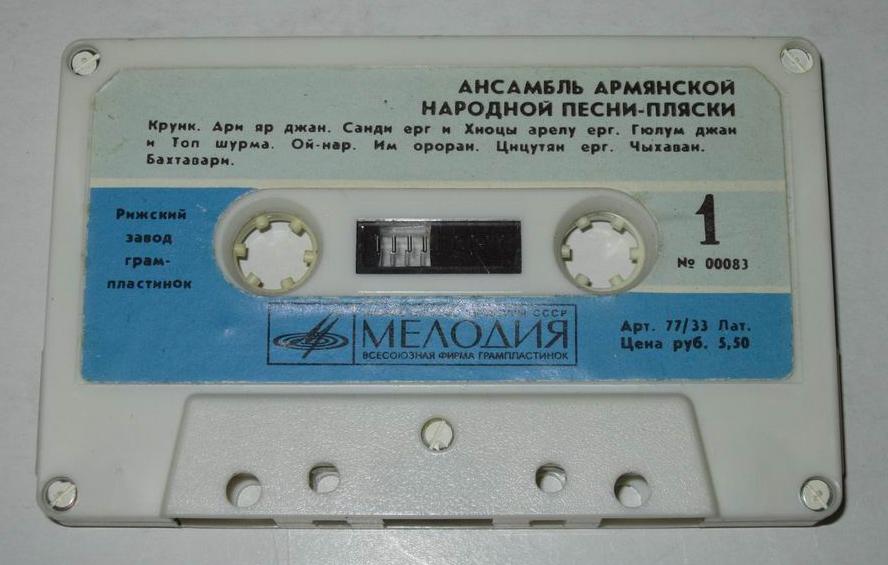 АНСАМБЛЬ АРМЯНСКОЙ
НАРОДНОЙ ПЕСНИ-ПЛЯСКИ
Крунк. Ари яр джан. Санди ерг и Хноцы арелу ерг. Гюлум джан
и Топ шурма. Ой-нар. Им ороран. Цнцутян ерг. Чыхаван.
Бахтавари.
Рижский
завод
грам-
пластинок
1
№ 00083
СССР
МЕЛОДИЯ
ВСЕСОЮЗНАЯ ФИРМА ГРАМПЛАСТИНОК
Арт. 77/33 Лат.
Цена руб. 5,50